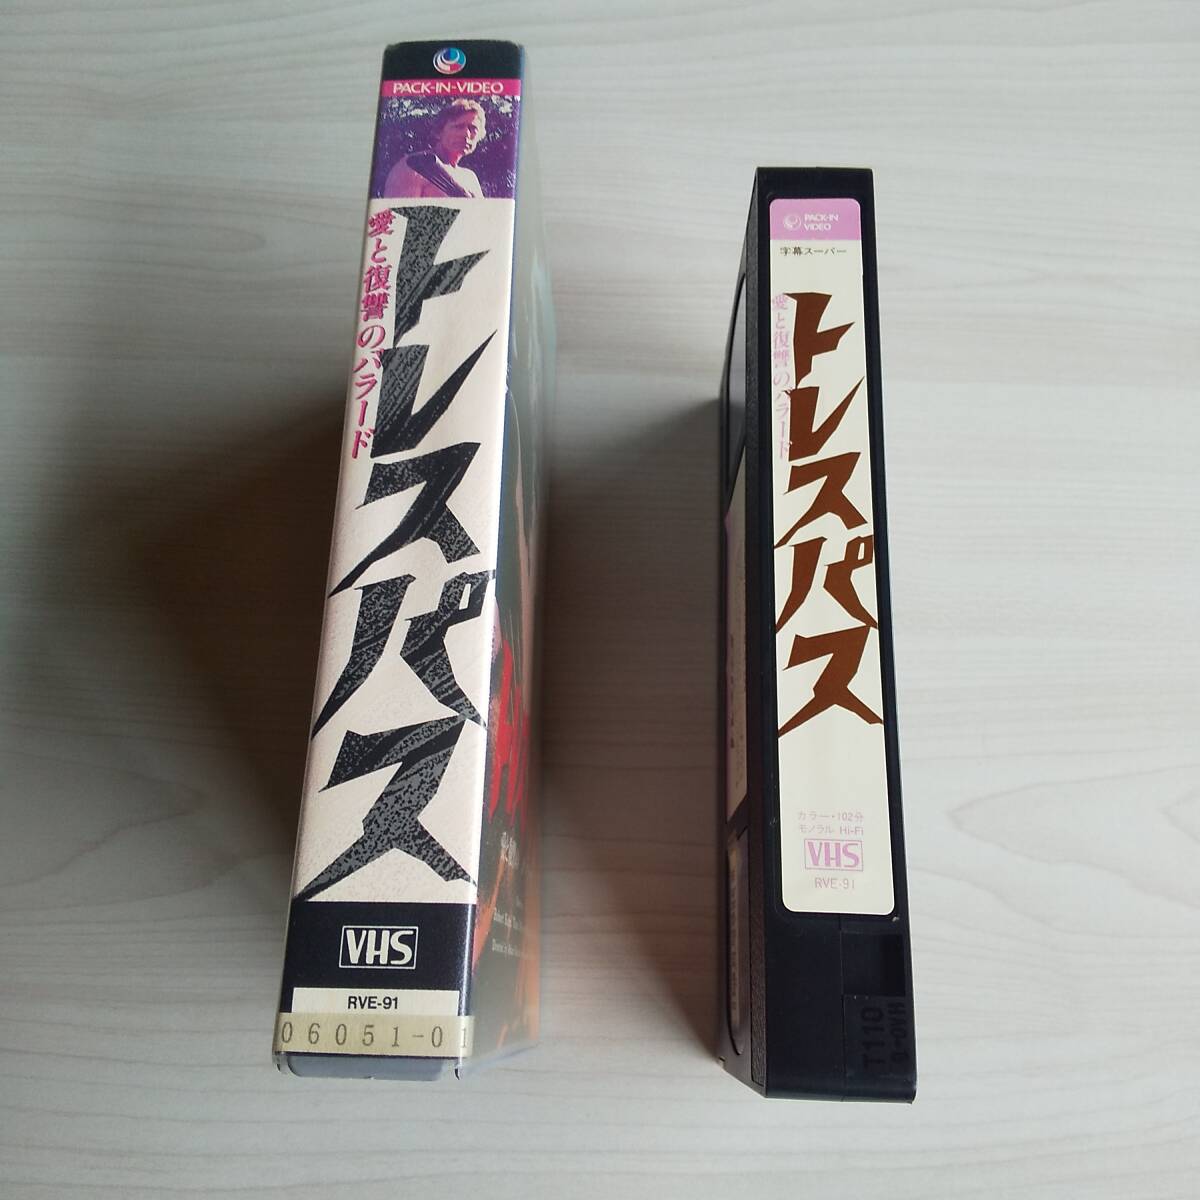 PACK-IN-VIDEO
愛と復讐のバラード
トレスパス
VHS
RVE-91
06051-01
PACK-IN
VIDEO
字幕スーパー
愛と復讐のバラード
トレスパス
カラー・102分
モノラル Hi-Fi
VHS
RVE-91
T110